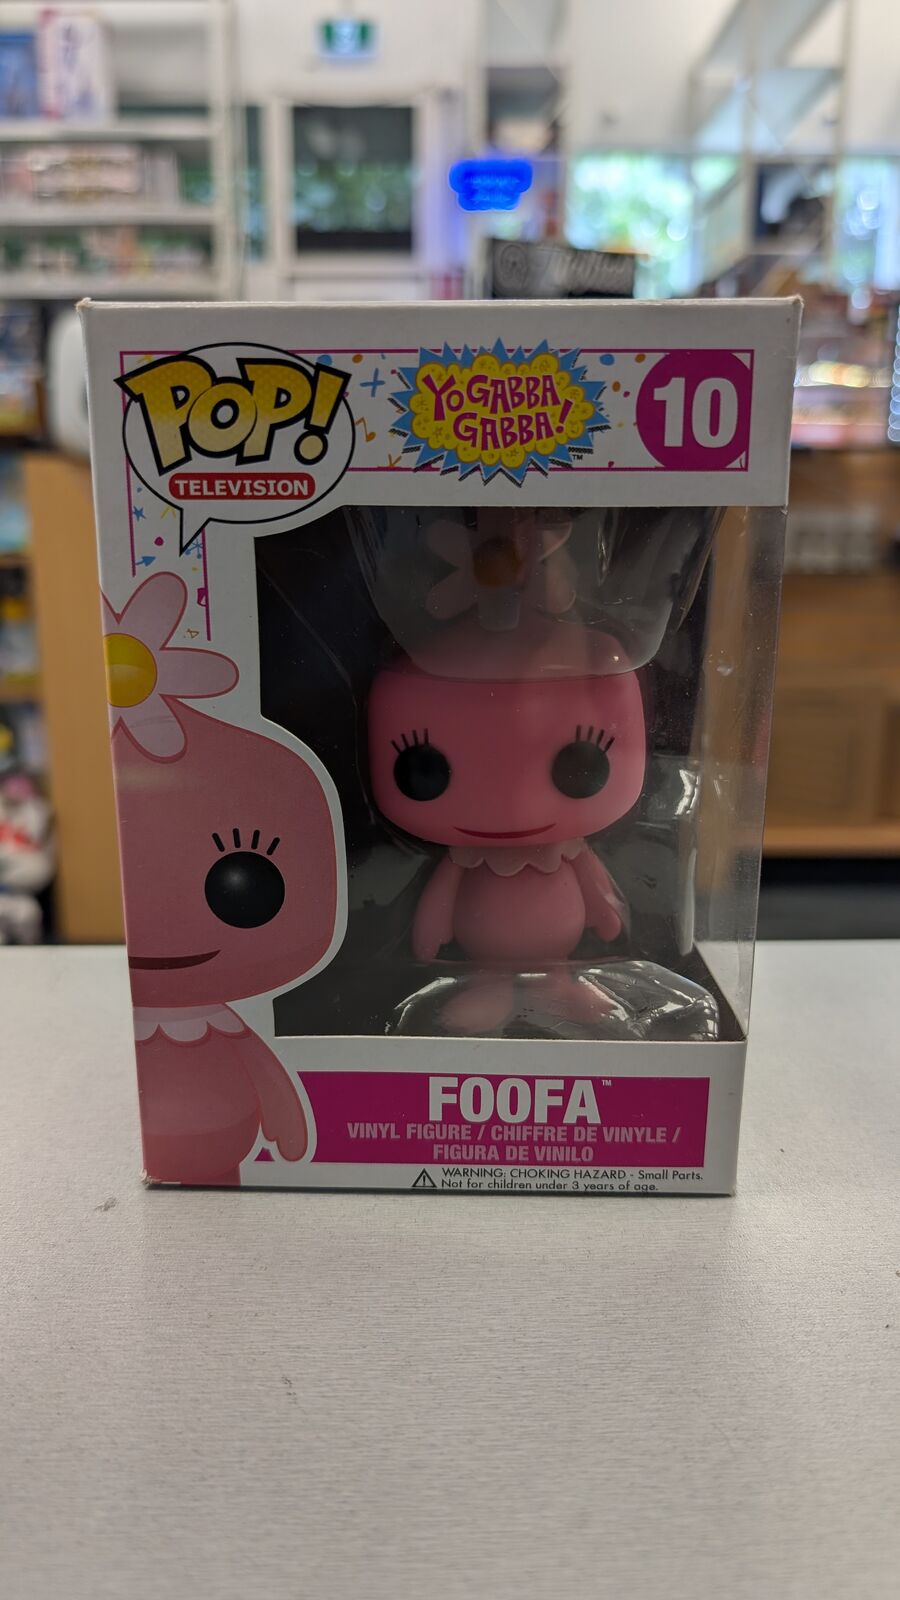 POP!
TELEVISION
YO GABBA
GABBA!™
10
FOOFA™
VINYL FIGURE / CHIFFRE DE VINYLE /
FIGURA DE VINILO
WARNING: CHOKING HAZARD - Small Parts.
Not for children under 3 years of age.